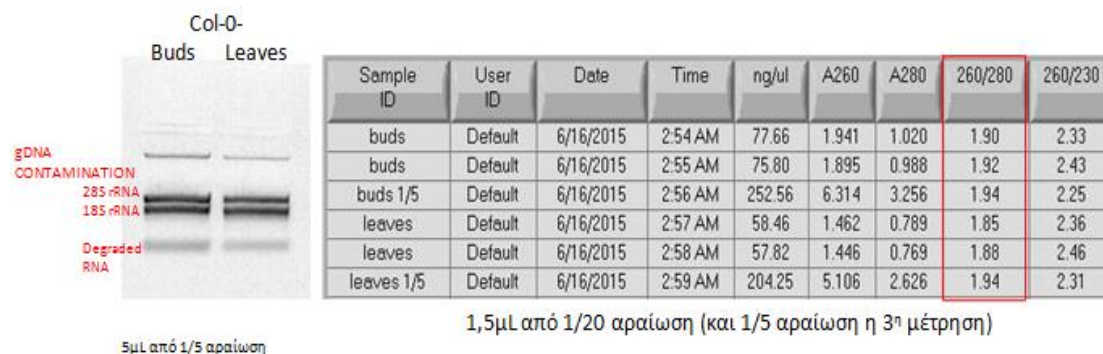 Col-0-
Buds Leaves
gDNA
CONTAMINATION
28S rRNA
18S rRNA
Degraded
RNA
5μL από 1/5 αραίωση
Sample ID User ID Date Time ng/ul A260 A280 260/280 260/230
buds Default 6/16/2015 2:54 AM 77.66 1.941 1.020 1.90 2.33
buds Default 6/16/2015 2:55 AM 75.80 1.895 0.988 1.92 2.43
buds 1/5 Default 6/16/2015 2:56 AM 252.56 6.314 3.256 1.94 2.25
leaves Default 6/16/2015 2:57 AM 58.46 1.462 0.789 1.85 2.36
leaves Default 6/16/2015 2:58 AM 57.82 1.446 0.769 1.88 2.46
leaves 1/5 Default 6/16/2015 2:59 AM 204.25 5.106 2.626 1.94 2.31
1,5μL από 1/20 αραίωση (και 1/5 αραίωση η 3η μέτρηση)